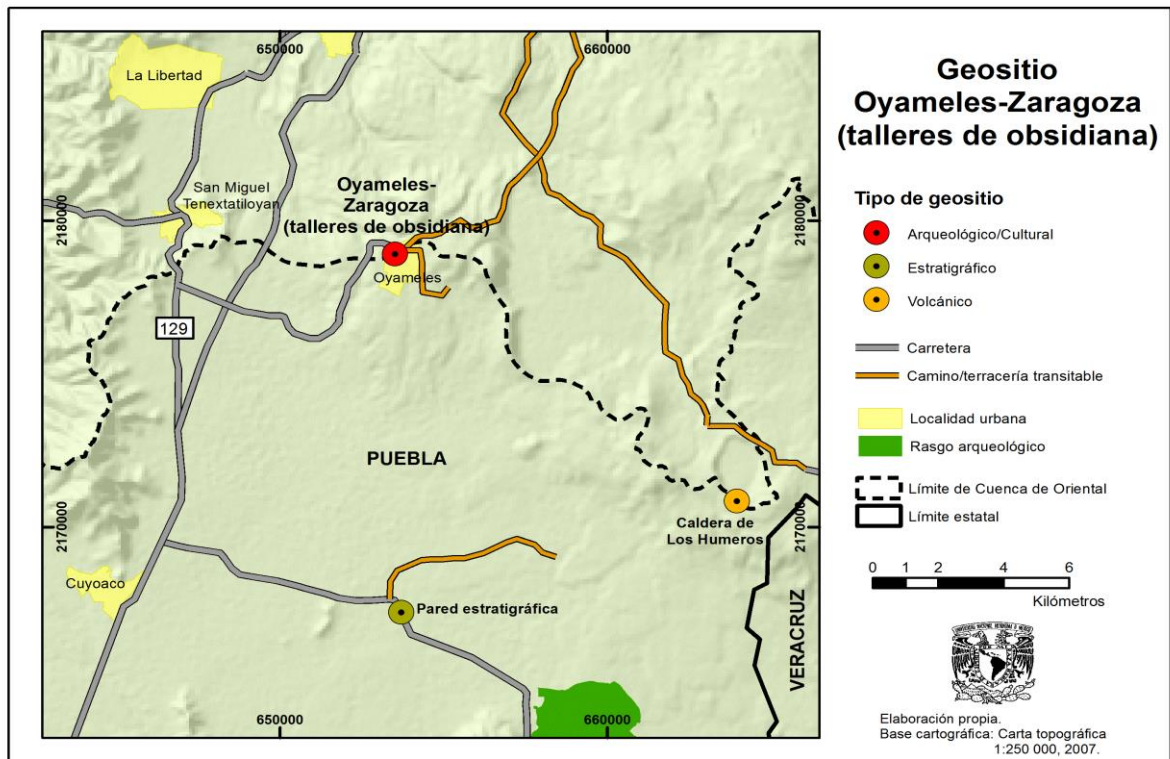 650000
660000
La Libertad
San Miguel
Tenextatiloyan
Oyameles-
Zaragoza
(talleres de obsidiana)
Oyameles
2180000
2180000
129
PUEBLA
Caldera de
Los Humeros
2170000
2170000
Cuyoaco
Pared estratigráfica
VERACRUZ
650000
660000
Geositio
Oyameles-Zaragoza
(talleres de obsidiana)
Tipo de geositio
Arqueológico/Cultural
Estratigráfico
Volcánico
Carretera
Camino/terracería transitable
Localidad urbana
Rasgo arqueológico
Límite de Cuenca de Oriental
Límite estatal
0 1 2 4 6
Kilómetros
Elaboración propia.
Base cartográfica: Carta topográfica
1:250 000, 2007.